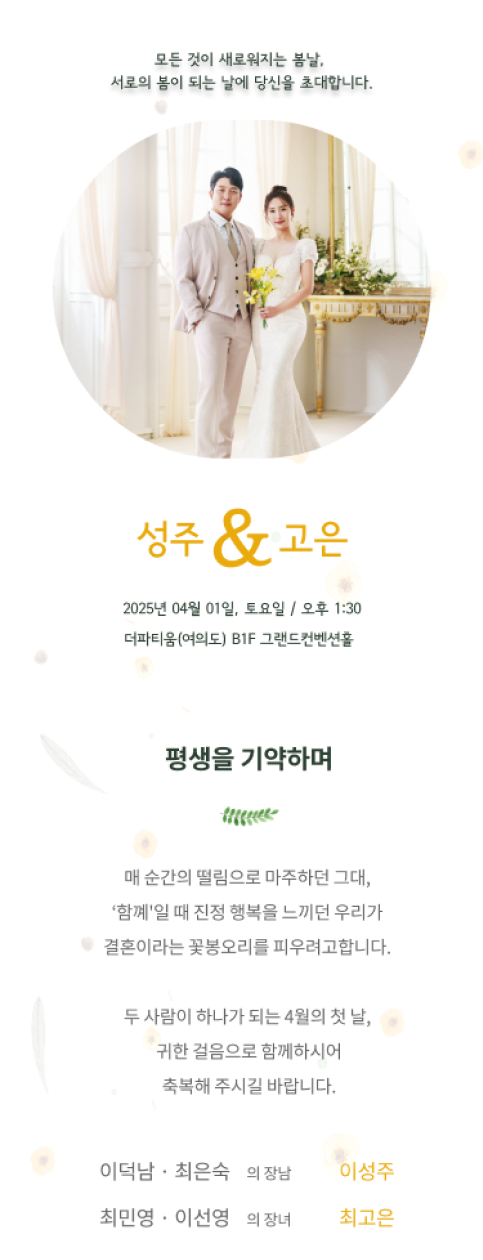 모든 것이 새로워지는 봄날,
서로의 봄이 되는 날에 당신을 초대합니다.
성주 & 고은
2025년 04월 01일, 토요일 / 오후 1:30
더파티움(여의도) B1F 그랜드컨벤션홀
평생을 기약하며
매 순간의 떨림으로 마주하던 그대,
‘함꼐'일 때 진정 행복을 느끼던 우리가
결혼이라는 꽃봉오리를 피우려고합니다.
두 사람이 하나가 되는 4월의 첫 날,
귀한 걸음으로 함께하시어
축복해 주시길 바랍니다.
이덕남 · 최은숙 의 장남 이성주
최민영 · 이선영 의 장녀 최고은